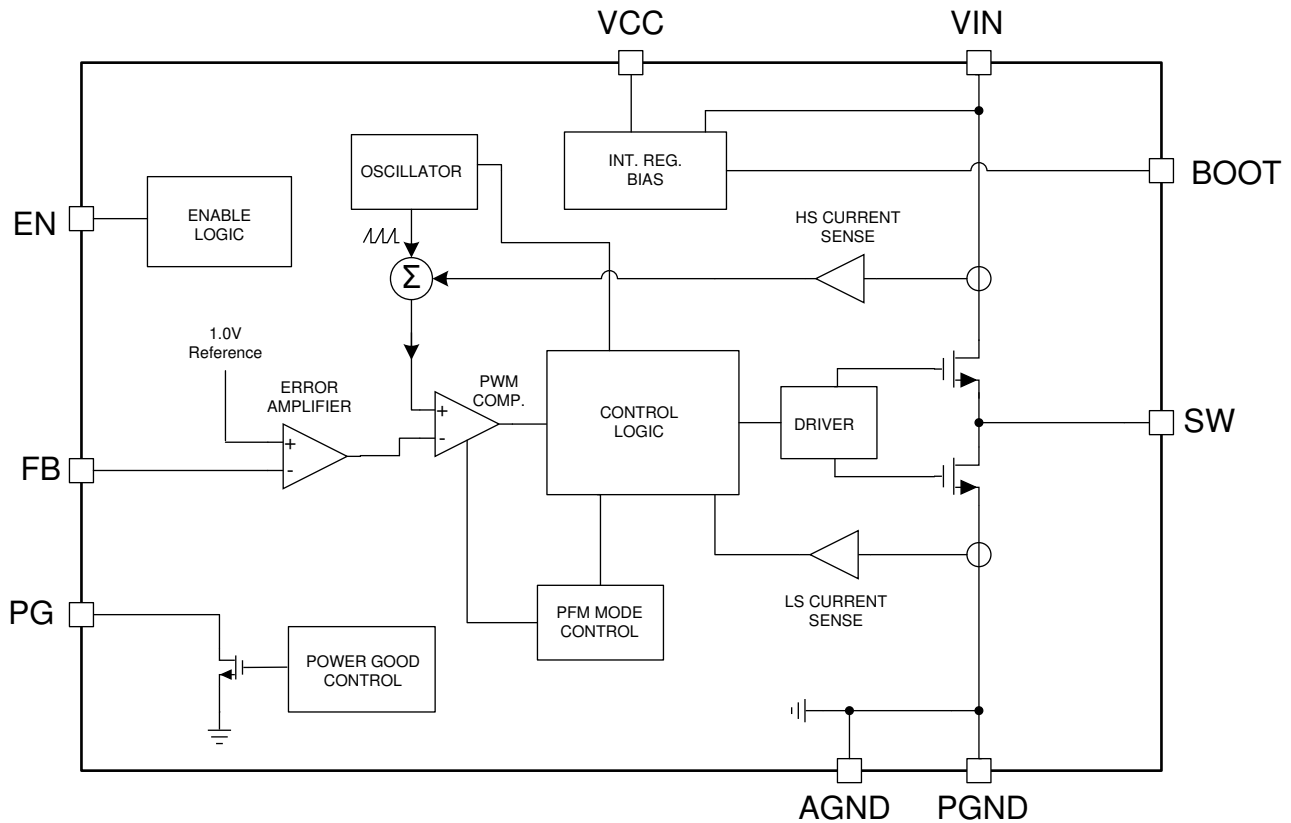 VCC
VIN
OSCILLATOR
INT. REG.
BIAS
BOOT
EN
ENABLE
LOGIC
HS CURRENT
SENSE
Σ
1.0V
Reference
ERROR
AMPLIFIER
PWM
COMP.
+
-
+
-
CONTROL
LOGIC
DRIVER
SW
FB
PG
PFM MODE
CONTROL
LS CURRENT
SENSE
POWER GOOD
CONTROL
AGND
PGND